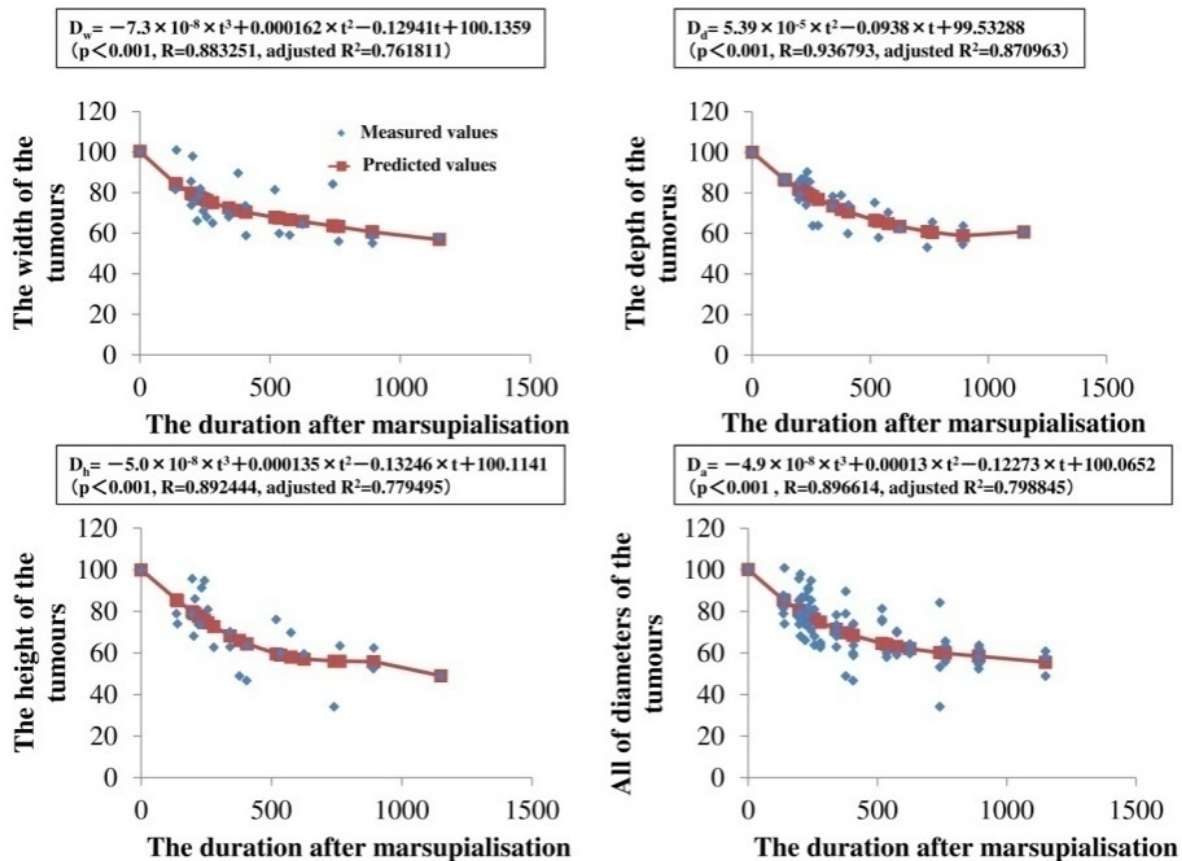 D_w= −7.3 × 10⁻⁸ × t³+0.000162 × t²−0.12941t+100.1359
(p<0.001, R=0.883251, adjusted R²=0.761811)
120
100
80
60
40
20
0
0
500
1000
1500
Measured values
Predicted values
The width of the
tumours
The duration after marsupialisation
D_d= 5.39 × 10⁻⁵ × t²−0.0938 × t+99.53288
(p<0.001, R=0.936793, adjusted R²=0.870963)
120
100
80
60
40
20
0
0
500
1000
1500
The depth of the
tumorus
The duration after marsupialisation
D_h= −5.0 × 10⁻⁸ × t³+0.000135 × t²−0.13246 × t+100.1141
(p<0.001, R=0.892444, adjusted R²=0.779495)
120
100
80
60
40
20
0
0
500
1000
1500
The height of the
tumours
The duration after marsupialisation
D_a= −4.9 × 10⁻⁸ × t³+0.00013 × t²−0.12273 × t+100.0652
(p<0.001 , R=0.896614, adjusted R²=0.798845)
120
100
80
60
40
20
0
0
500
1000
1500
All of diameters of the
tumours
The duration after marsupialisation